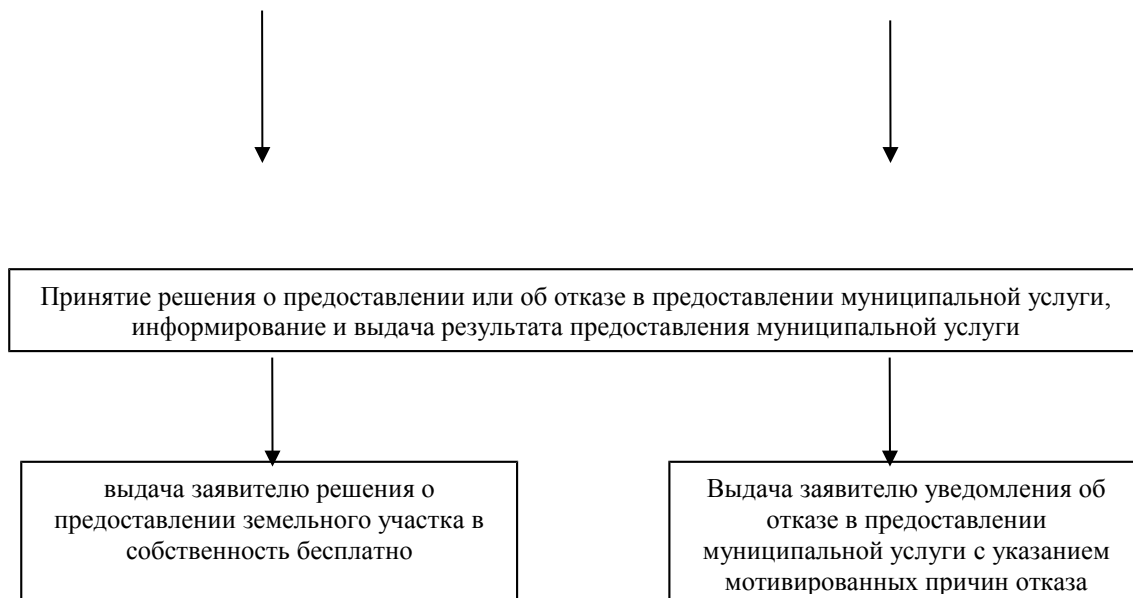 Принятие решения о предоставлении или об отказе в предоставлении муниципальной услуги,
информирование и выдача результата предоставления муниципальной услуги
выдача заявителю решения о
предоставлении земельного участка в
собственность бесплатно
Выдача заявителю уведомления об
отказе в предоставлении
муниципальной услуги с указанием
мотивированных причин отказа